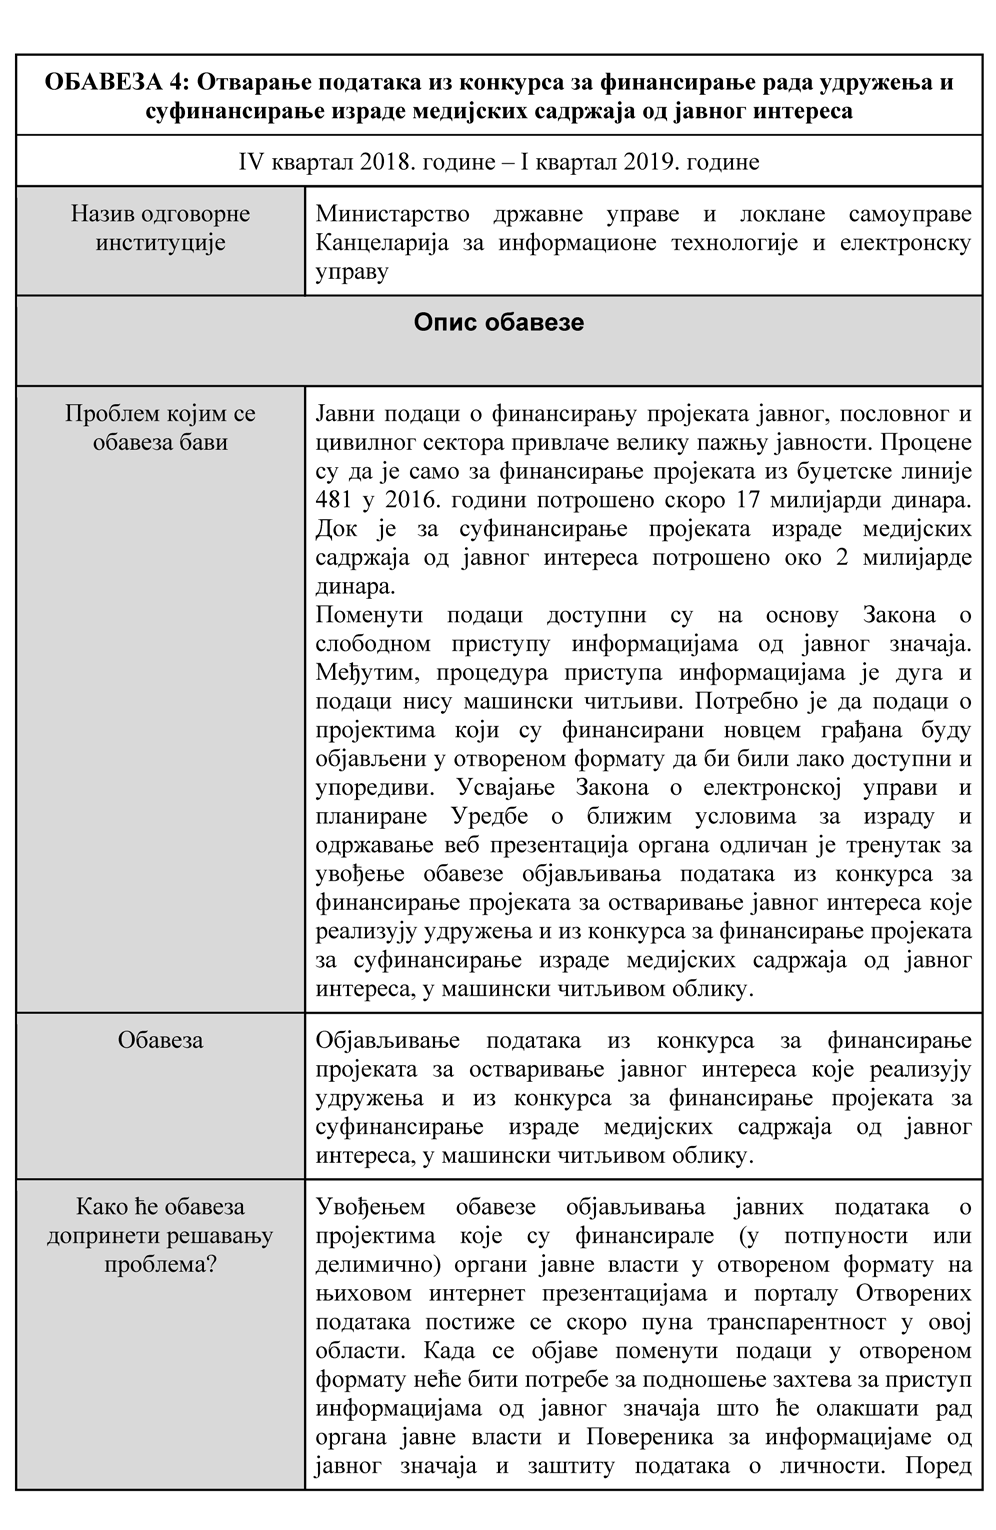 ОБАВЕЗА 4: Отварање података из конкурса за финансирање рада удружења и
суфинансирање израде медијских садржаја од јавног интереса
IV квартал 2018. године – I квартал 2019. године
Назив одговорне
институције
Министарство државне управе и локлане самоуправе
Канцеларија за информационе технологије и електронску
управу
Опис обавезе
Проблем којим се
обавеза бави
Јавни подаци о финансирању пројеката јавног, пословног и
цивилног сектора привлаче велику пажњу јавности. Процене
су да је само за финансирање пројеката из буџетске линије
481 у 2016. години потрошено скоро 17 милијарди динара.
Док је за суфинансирање пројеката израде медијских
садржаја од јавног интереса потрошено око 2 милијарде
динара.
Поменути подаци доступни су на основу Закона о
слободном приступу информацијама од јавног значаја.
Међутим, процедура приступа информацијама је дуга и
подаци нису машински читљиви. Потребно је да подаци о
пројектима који су финансирани новцем грађана буду
објављени у отвореном формату да би били лако доступни и
упоредиви. Усвајање Закона о електронској управи и
планиране Уредбе о ближим условима за израду и
одржавање веб презентација органа одличан је тренутак за
увођење обавезе објављивања података из конкурса за
финансирање пројеката за остваривање јавног интереса које
реализују удружења и из конкурса за финансирање пројеката
за суфинансирање израде медијских садржаја од јавног
интереса, у машински читљивом облику.
Обавеза
Објављивање података из конкурса за финансирање
пројеката за остваривање јавног интереса које реализују
удружења и из конкурса за финансирање пројеката за
суфинансирање израде медијских садржаја од јавног
интереса, у машински читљивом облику.
Како ће обавеза
допринети решавању
проблема?
Увођењем обавезе објављивања јавних података о
пројектима које су финансирале (у потпуности или
делимично) органи јавне власти у отвореном формату на
њиховом интернет презентацијама и порталу Отворених
података постиже се скоро пуна транспарентност у овој
области. Када се објаве поменути подаци у отвореном
формату неће бити потребе за подношење захтева за приступ
информацијама од јавног значаја што ће олакшати рад
органа јавне власти и Повереника за информацијаме од
јавног значаја и заштиту података о личности. Поред